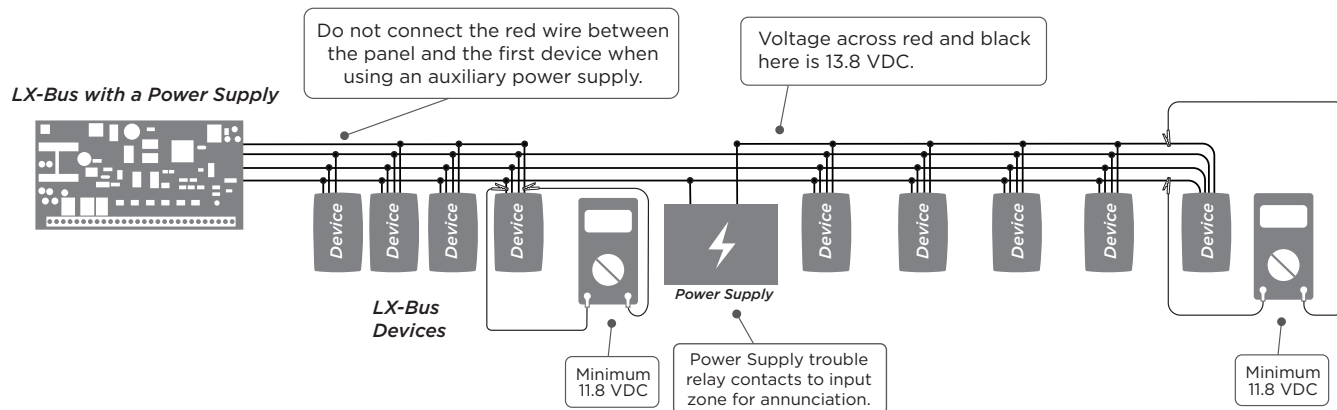 Do not connect the red wire between
the panel and the first device when
using an auxiliary power supply.
Voltage across red and black
here is 13.8 VDC.
LX-Bus with a Power Supply
Device
Device
Device
Device
Device
Device
Device
Device
Device
Power Supply
LX-Bus
Devices
Minimum
11.8 VDC
Power Supply trouble
relay contacts to input
zone for annunciation.
Minimum
11.8 VDC